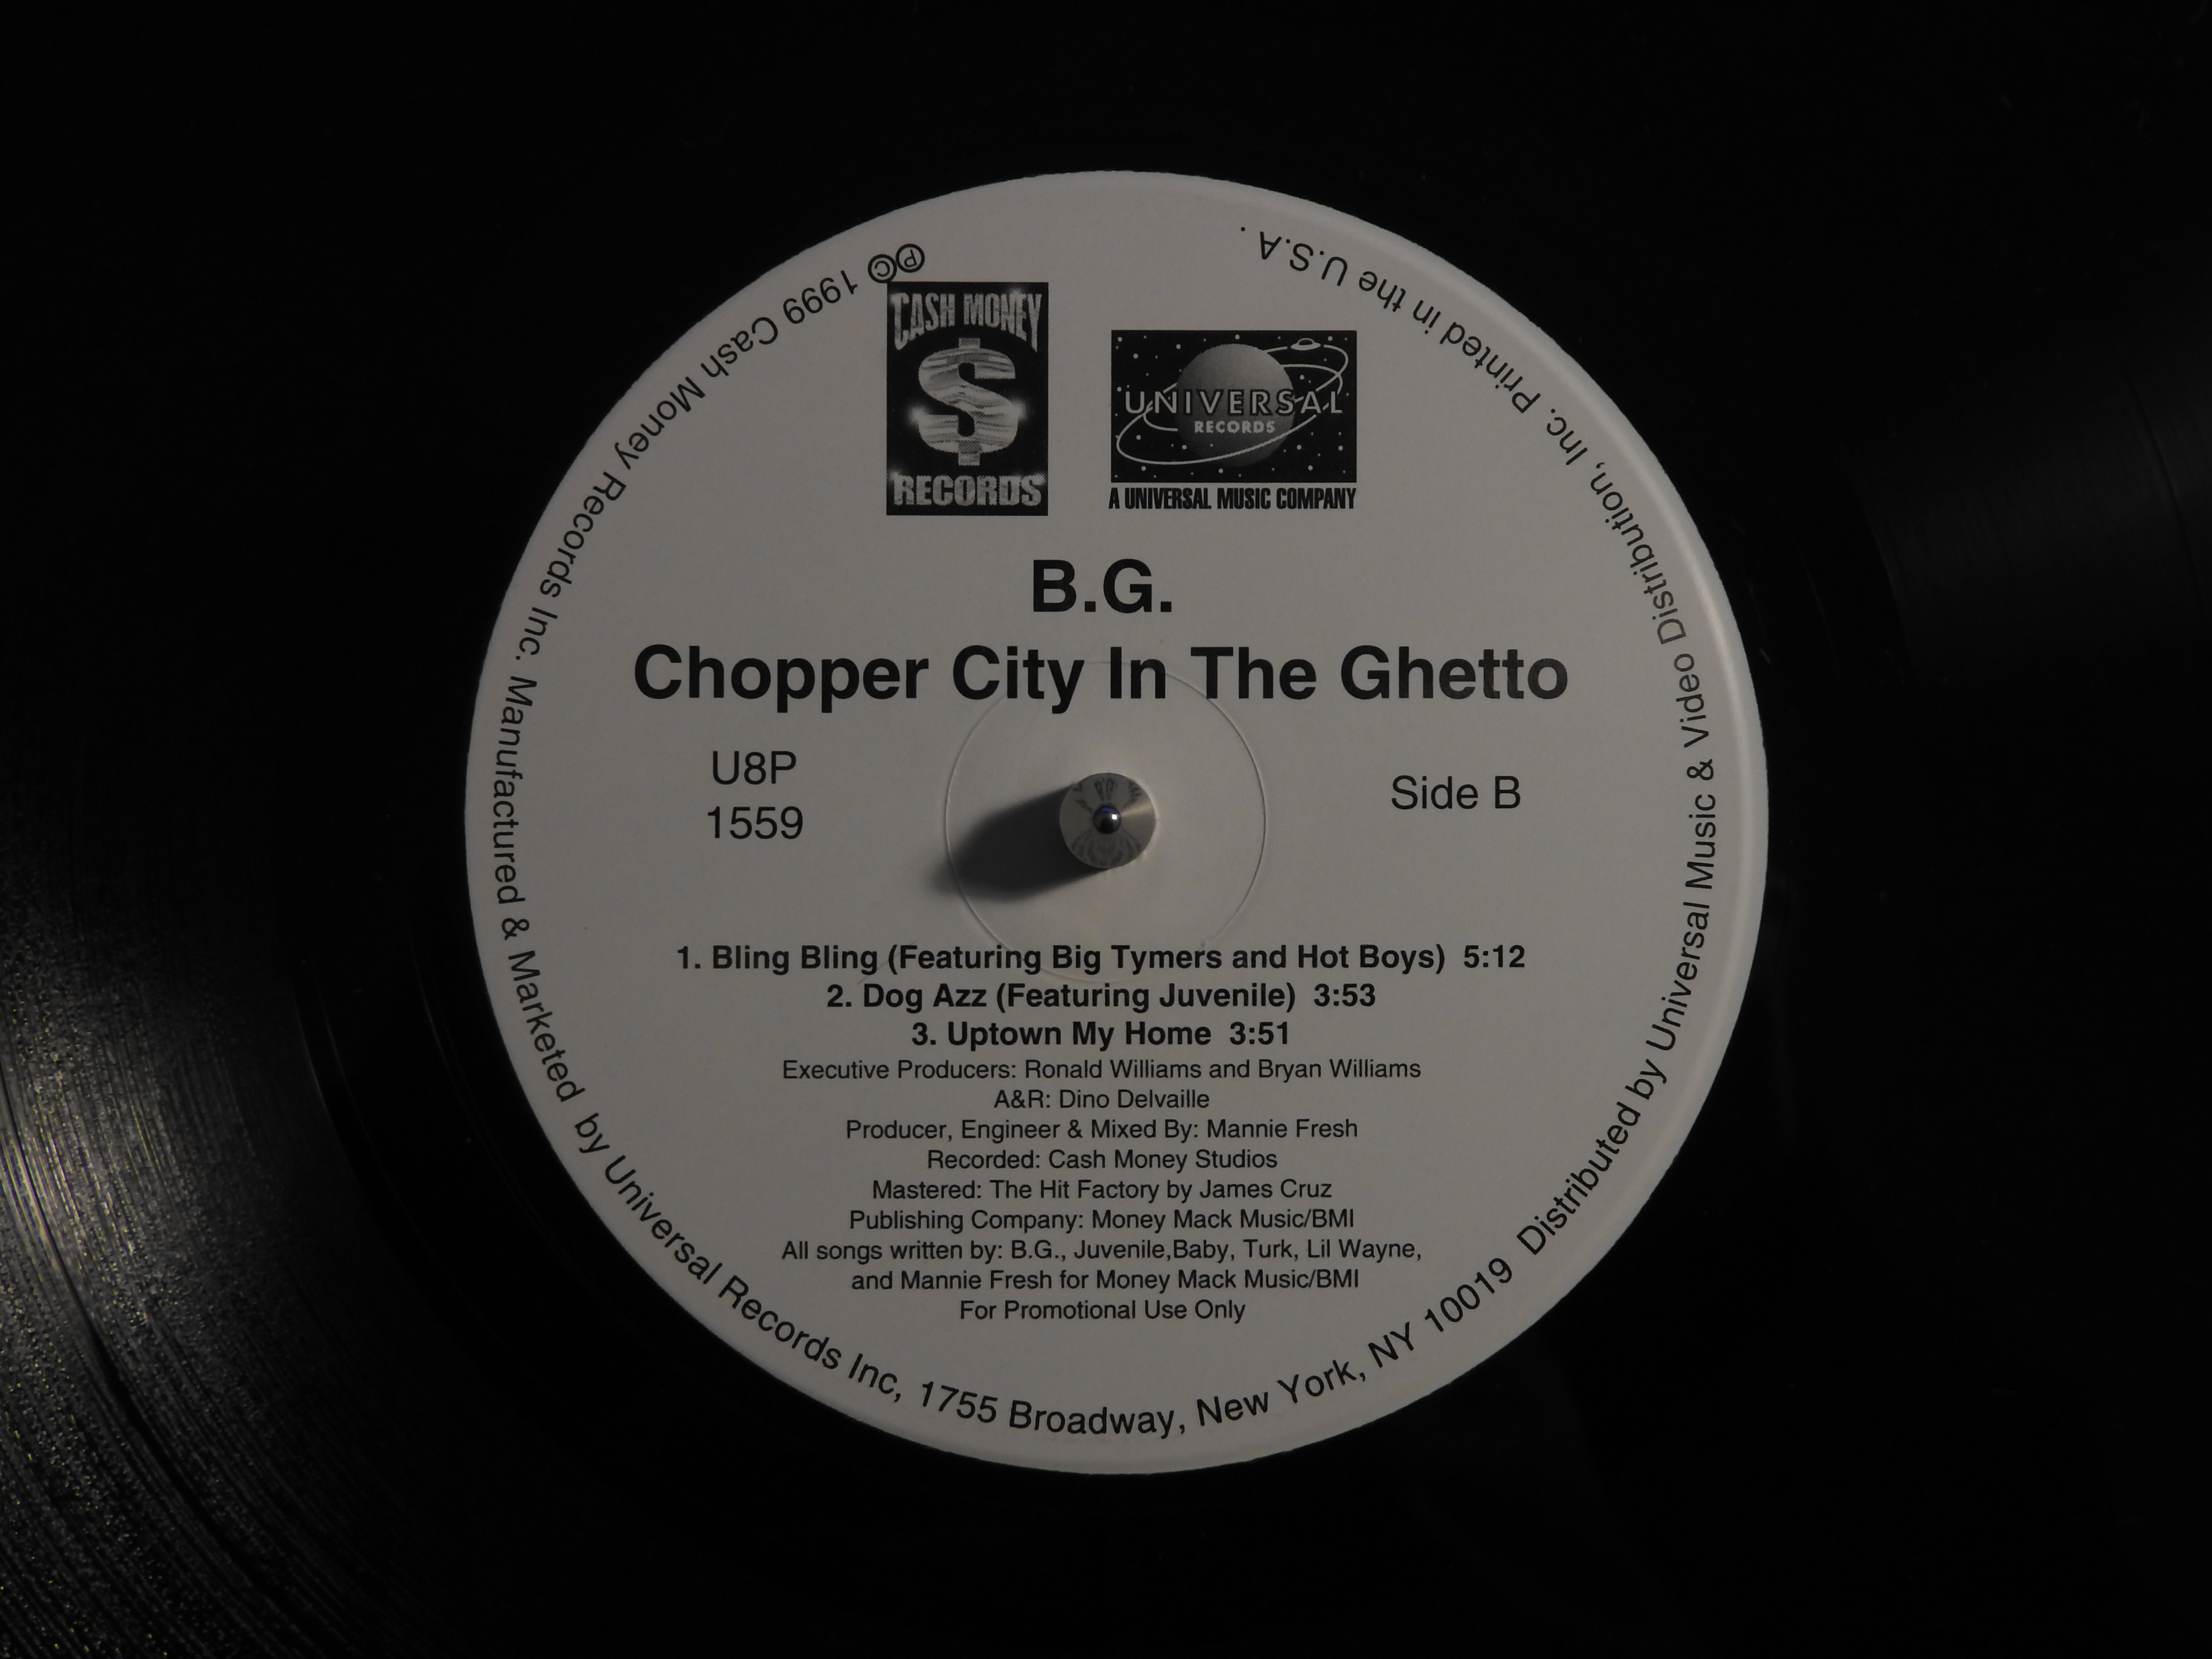 CASH MONEY
$
RECORDS
UNIVERSAL
RECORDS
A UNIVERSAL MUSIC COMPANY
B.G.
Chopper City In The Ghetto
U8P
1559
Side B
1. Bling Bling (Featuring Big Tymers and Hot Boys) 5:12
2. Dog Azz (Featuring Juvenile) 3:53
3. Uptown My Home 3:51
Executive Producers: Ronald Williams and Bryan Williams
A&R: Dino Delvaille
Producer, Engineer & Mixed By: Mannie Fresh
Recorded: Cash Money Studios
Mastered: The Hit Factory by James Cruz
Publishing Company: Money Mack Music/BMI
All songs written by: B.G., Juvenile,Baby, Turk, Lil Wayne,
and Mannie Fresh for Money Mack Music/BMI
For Promotional Use Only
℗© 1999 Cash Money Records Inc. Manufactured & Marketed by Universal Records Inc, 1755 Broadway, New York, NY 10019 Distributed by Universal Music & Video Distribution, Inc. Printed in the U.S.A .